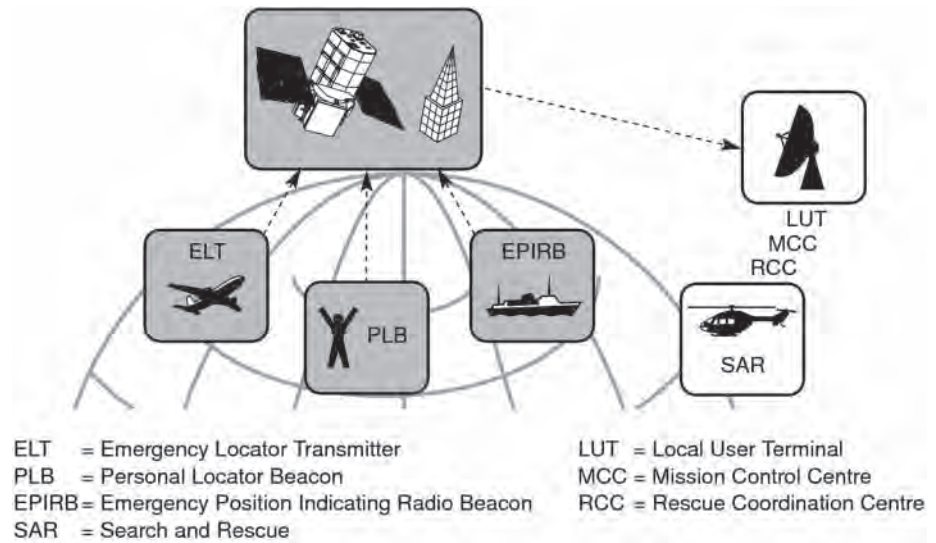 ELT
EPIRB
PLB
LUT
MCC
RCC
SAR
ELT = Emergency Locator Transmitter
PLB = Personal Locator Beacon
EPIRB = Emergency Position Indicating Radio Beacon
SAR = Search and Rescue
LUT = Local User Terminal
MCC = Mission Control Centre
RCC = Rescue Coordination Centre